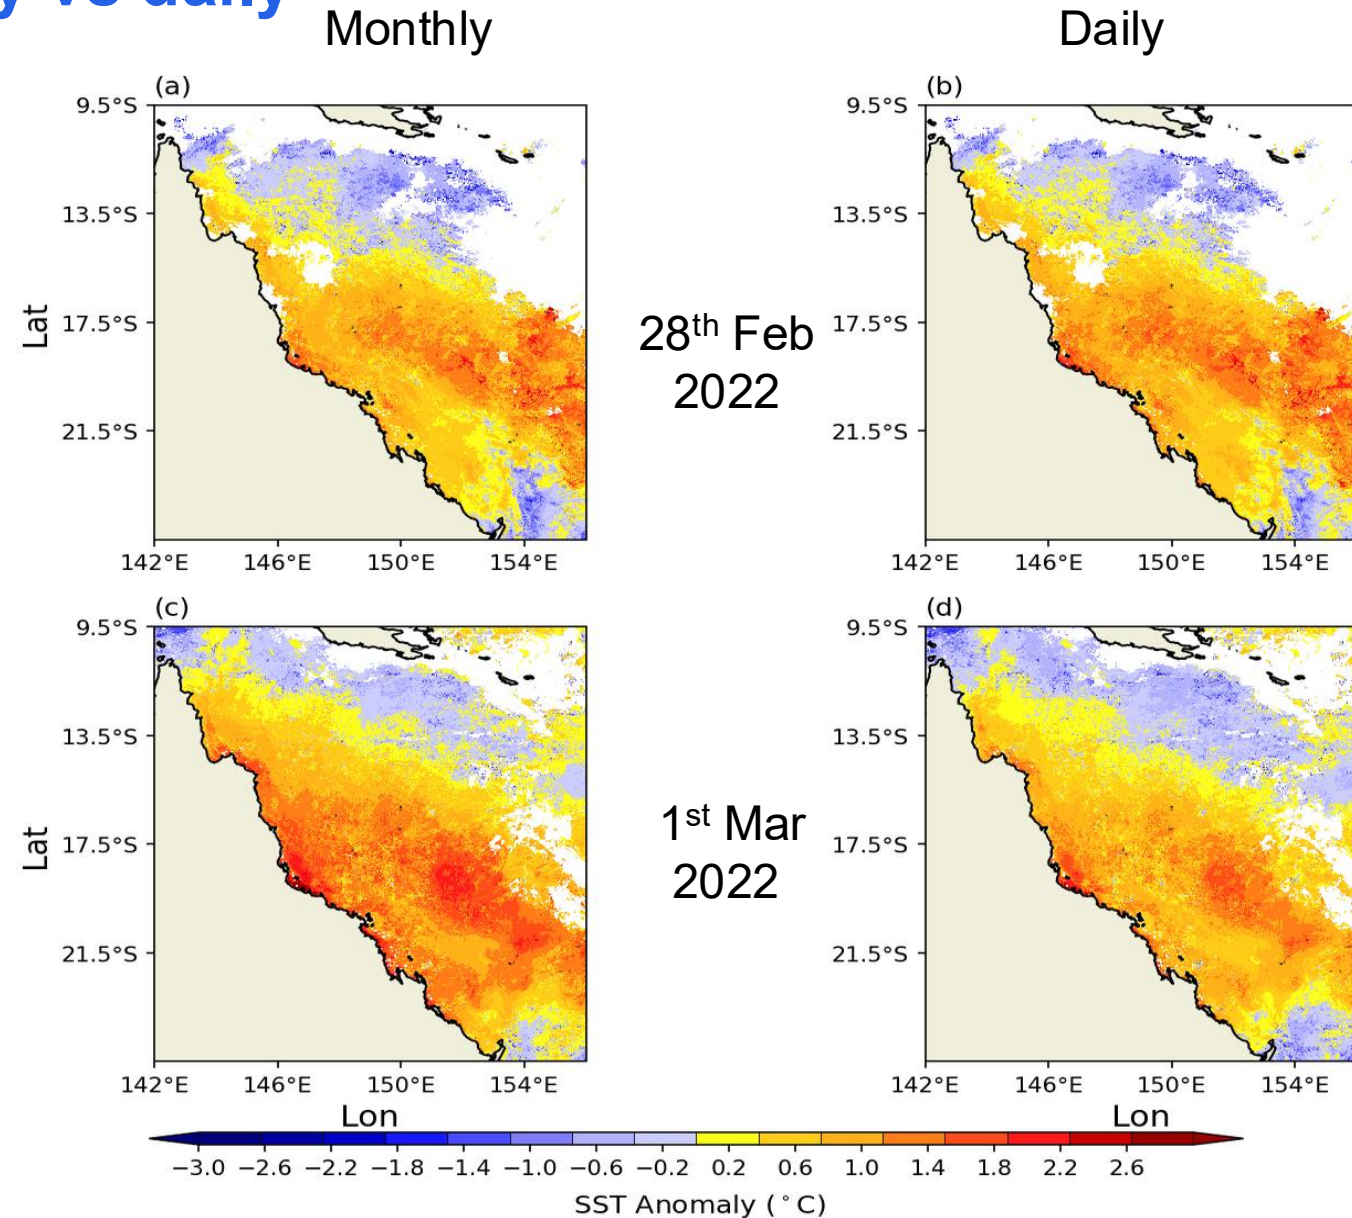 y vs daily
Monthly
Daily
(a)
(b)
9.5°S
13.5°S
17.5°S
21.5°S
Lat
142°E 146°E 150°E 154°E
28th Feb
2022
9.5°S
13.5°S
17.5°S
21.5°S
142°E 146°E 150°E 154°E
(c)
(d)
9.5°S
13.5°S
17.5°S
21.5°S
Lat
142°E 146°E 150°E 154°E
Lon
1st Mar
2022
9.5°S
13.5°S
17.5°S
21.5°S
142°E 146°E 150°E 154°E
Lon
−3.0 −2.6 −2.2 −1.8 −1.4 −1.0 −0.6 −0.2 0.2 0.6 1.0 1.4 1.8 2.2 2.6
SST Anomaly (°C)